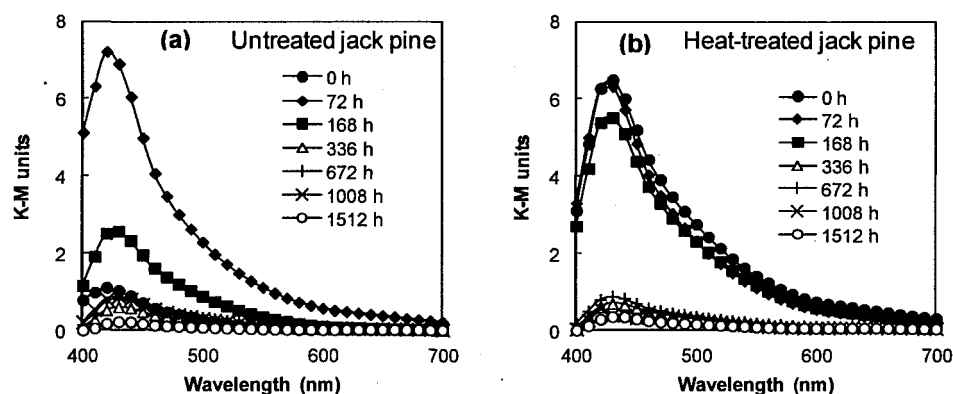 (a) Untreated jack pine
0 h
72 h
168 h
336 h
672 h
1008 h
1512 h
8
6
4
2
0
K-M units
400 500 600 700
Wavelength (nm)
(b) Heat-treated jack pine
0 h
72 h
168 h
336 h
672 h
1008 h
1512 h
8
6
4
2
0
K-M units
400 500 600 700
Wavelength (nm)